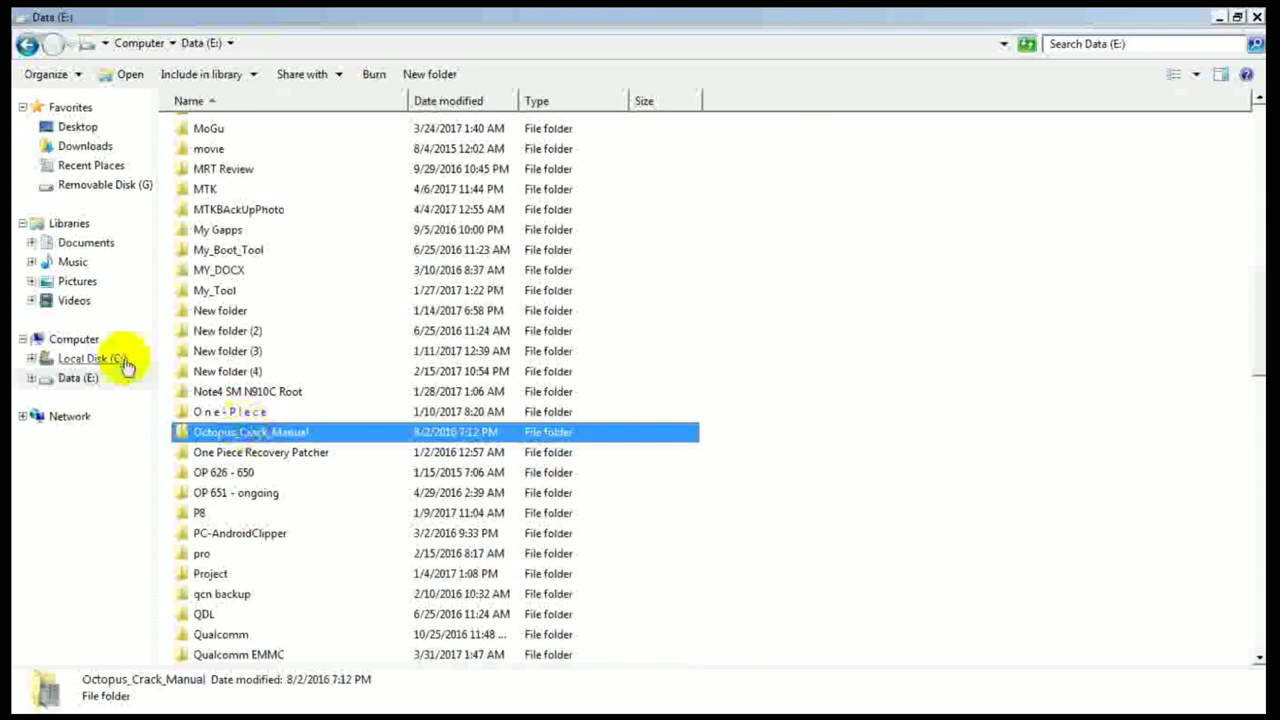 Data (E:)
Computer Data (E:) Search Data (E:)
Organize Open Include in library Share with Burn New folder
Name Date modified Type Size
Favorites
Desktop
Downloads
Recent Places
Removable Disk (G)
Libraries
Documents
Music
Pictures
Videos
Computer
Local Disk (C:)
Data (E:)
Network
MoGu 3/24/2017 1:40 AM File folder
movie 8/4/2015 12:02 AM File folder
MRT Review 9/29/2016 10:45 PM File folder
MTK 4/6/2017 11:44 PM File folder
MTKBAckUpPhoto 4/4/2017 12:55 AM File folder
My Gapps 9/5/2016 10:00 PM File folder
My_Boot_Tool 6/25/2016 11:23 AM File folder
MY_DOCX 3/10/2016 8:37 AM File folder
My_Tool 1/27/2017 1:22 PM File folder
New folder 1/14/2017 6:58 PM File folder
New folder (2) 6/25/2016 11:24 AM File folder
New folder (3) 1/11/2017 12:39 AM File folder
New folder (4) 2/15/2017 10:54 PM File folder
Note4 SM N910C Root 1/28/2017 1:06 AM File folder
O n e - P I e c e 1/10/2017 8:20 AM File folder
Octopus_Crack_Manual 8/2/2016 7:12 PM File folder
One Piece Recovery Patcher 1/2/2016 12:57 AM File folder
OP 626 - 650 1/15/2015 7:06 AM File folder
OP 651 - ongoing 4/29/2016 2:39 AM File folder
P8 1/9/2017 11:04 AM File folder
PC-AndroidClipper 3/2/2016 9:33 PM File folder
pro 2/15/2016 8:17 AM File folder
Project 1/4/2017 1:08 PM File folder
qcn backup 2/10/2016 10:32 AM File folder
QDL 6/25/2016 11:24 AM File folder
Qualcomm 10/25/2016 11:48 ... File folder
Qualcomm EMMC 3/31/2017 1:47 AM File folder
Octopus_Crack_Manual Date modified: 8/2/2016 7:12 PM
File folder